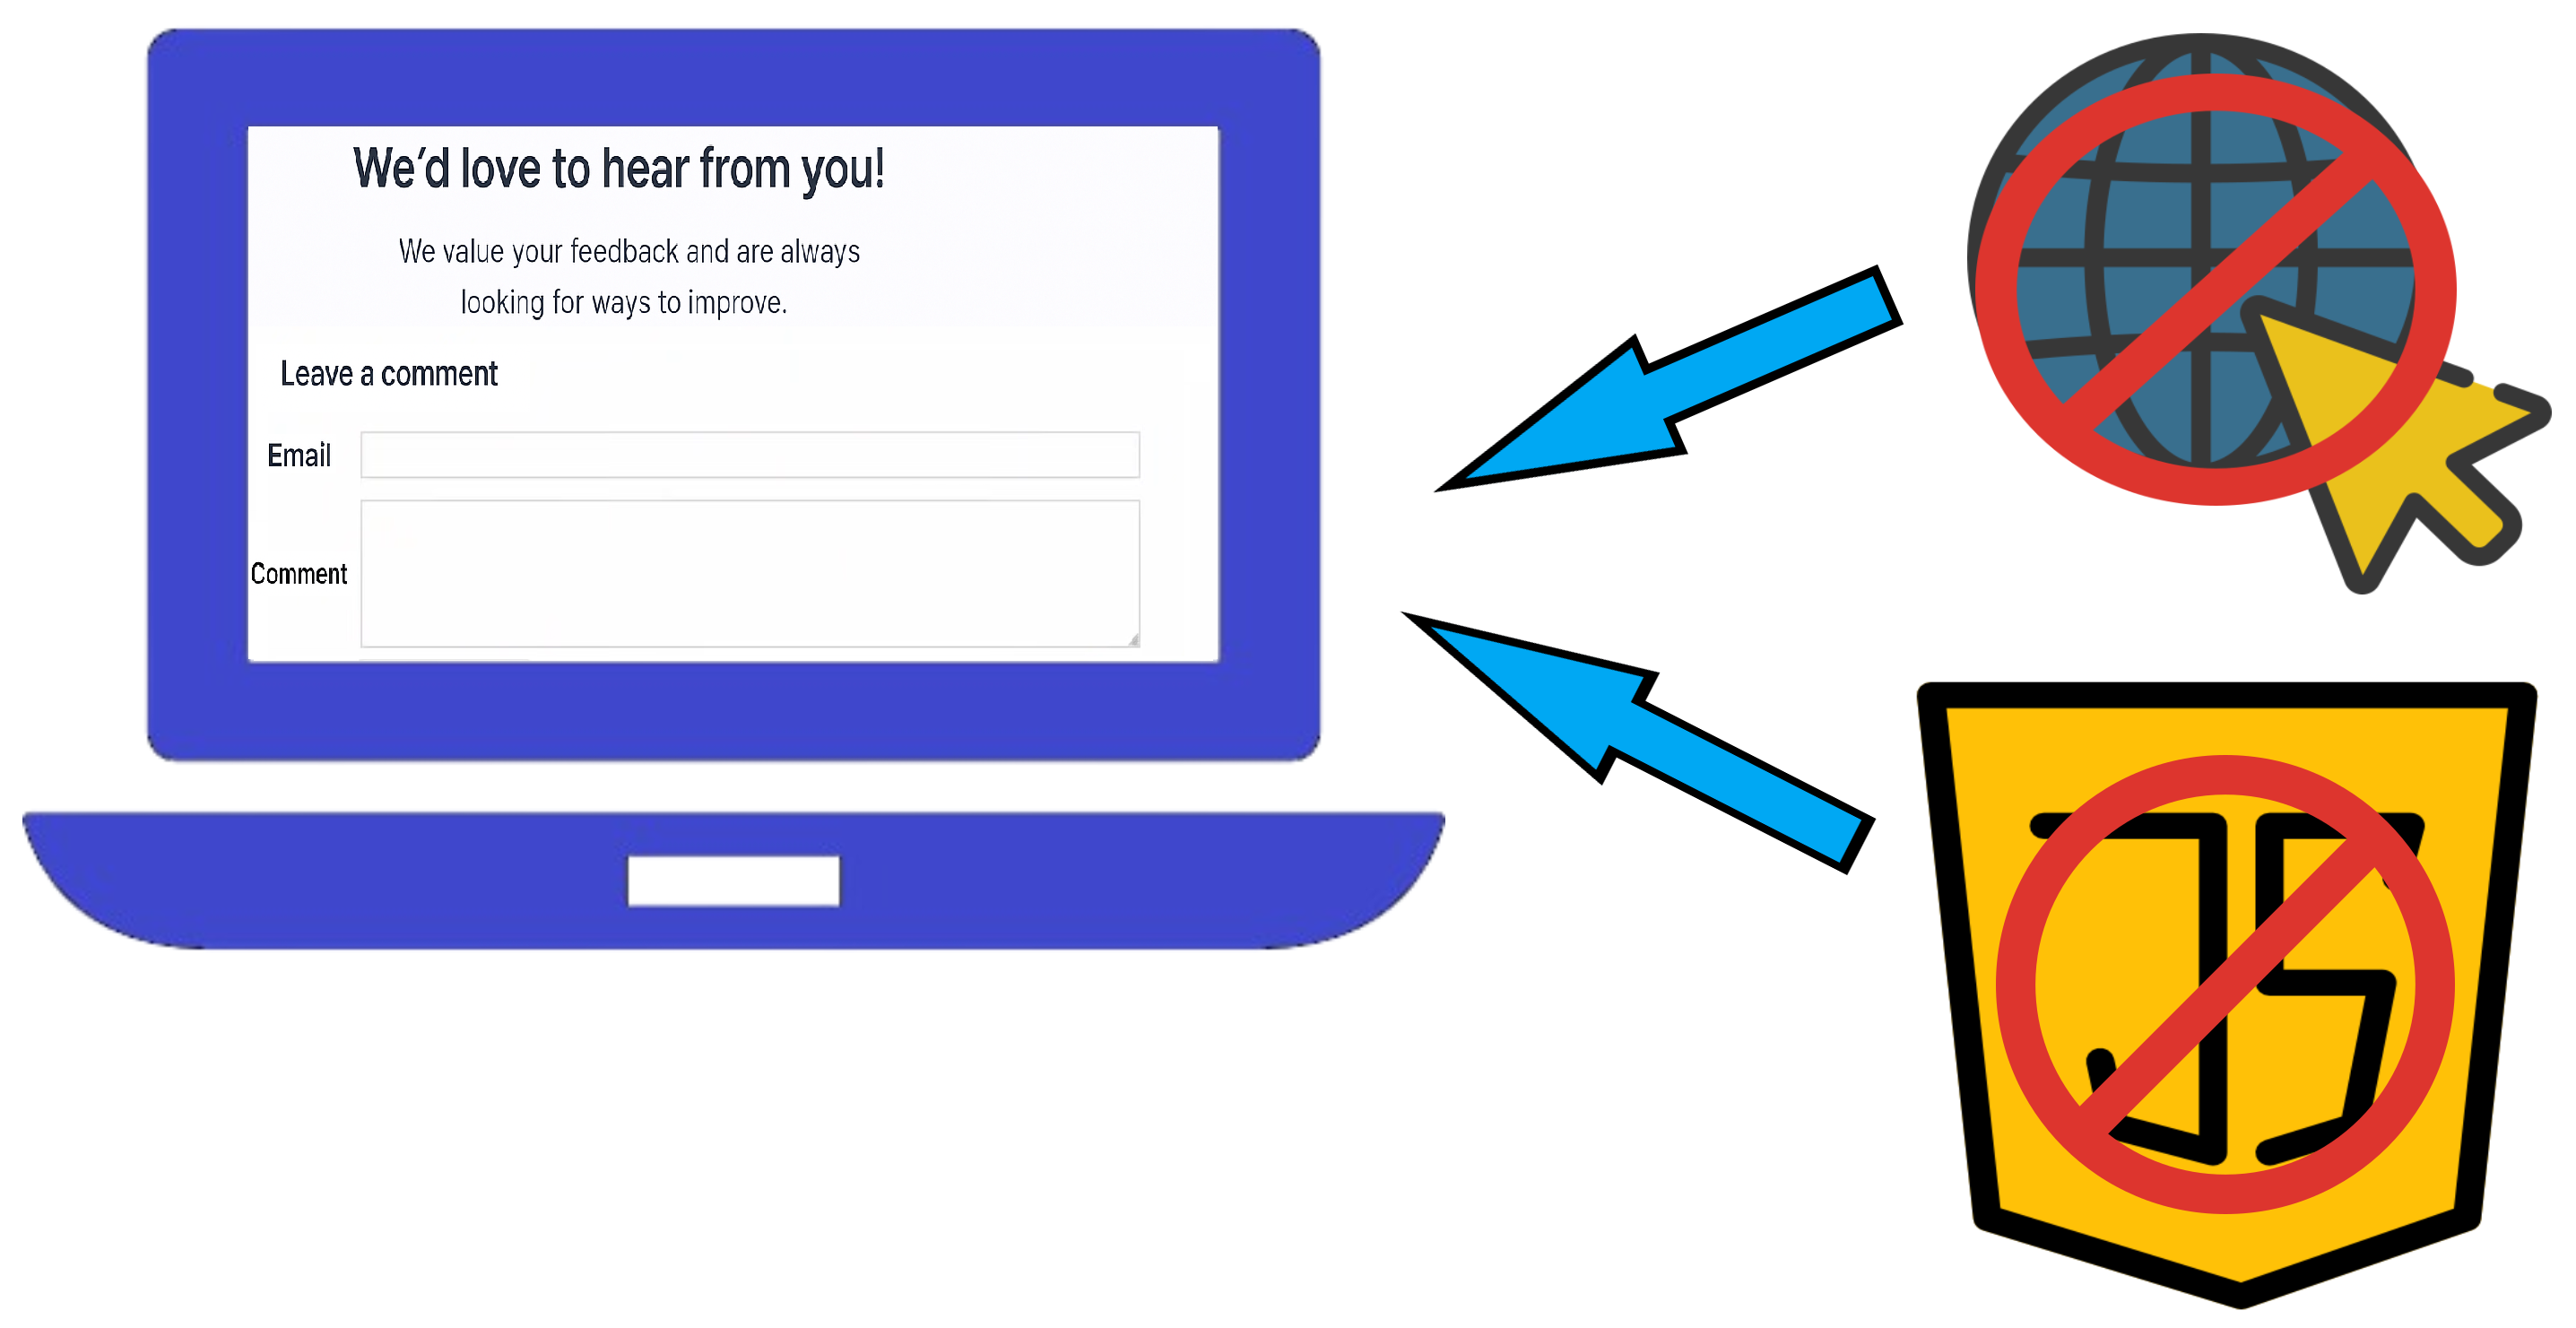 We’d love to hear from you!
We value your feedback and are always
looking for ways to improve.
Leave a comment
Email
Comment
JS